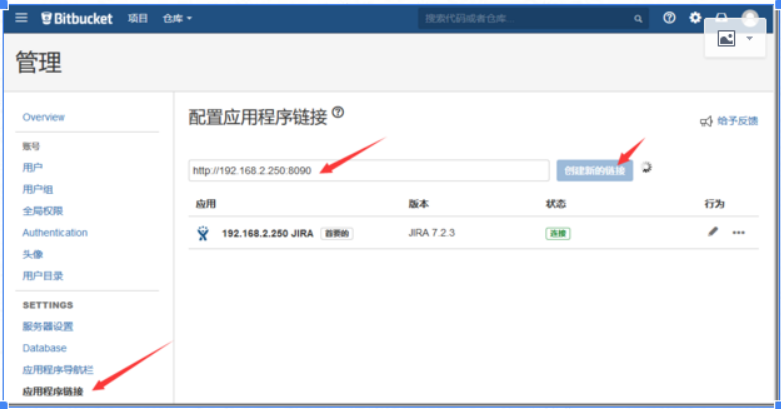 Bitbucket 项目 仓库 搜索代码或者仓库...
管理
Overview
账号
用户
用户组
全局权限
Authentication
头像
用户目录
SETTINGS
服务器设置
Database
应用程序导航栏
应用程序链接
配置应用程序链接
给予反馈
http://192.168.2.250:8090 创建新的链接
应用 版本 状态 行为
192.168.2.250 JIRA 首要的 JIRA 7.2.3 连接